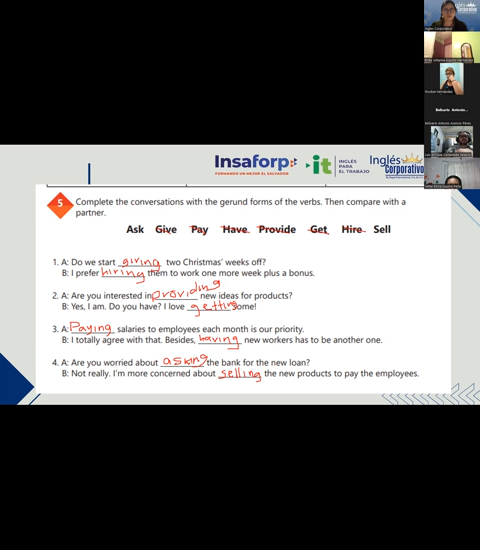 Inglés Corporativo
Insaforp
FORMANDO UN MEJOR EL SALVADOR
it INGLÉS PARA EL TRABAJO
Inglés Corporativo
5 Complete the conversations with the gerund forms of the verbs. Then compare with a
partner.
Ask Give Pay Have Provide Get Hire Sell
1. A: Do we start giving two Christmas' weeks off?
B: I prefer hiring them to work one more week plus a bonus.
2. A: Are you interested in providing new ideas for products?
B: Yes, I am. Do you have? I love getting some!
3. A: Paying salaries to employees each month is our priority.
B: I totally agree with that. Besides, having new workers has to be another one.
4. A: Are you worried about asking the bank for the new loan?
B: Not really. I'm more concerned about selling the new products to pay the employees.